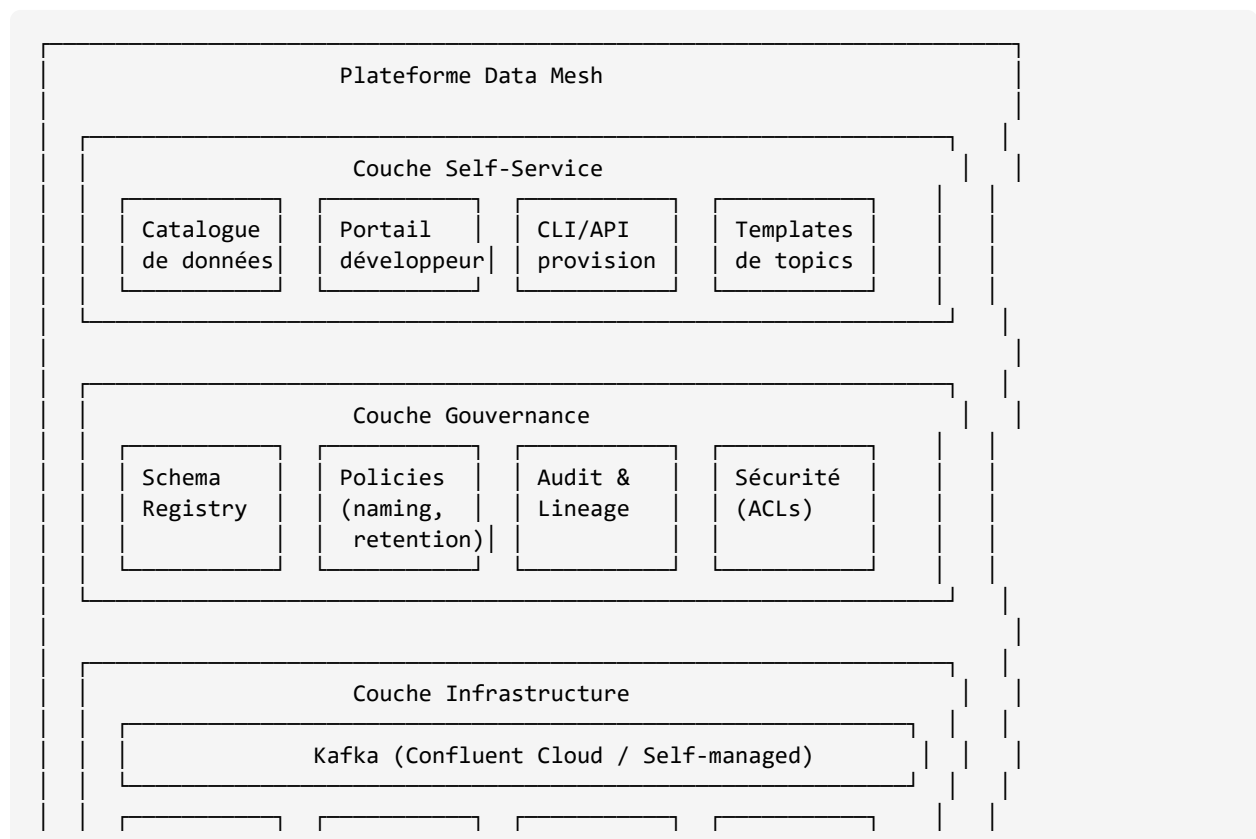 Plateforme Data Mesh
Couche Self-Service
Catalogue Portail CLI/API Templates
de données développeur provision de topics
Couche Gouvernance
Schema Policies Audit & Sécurité
Registry (naming, Lineage (ACLs)
retention)
Couche Infrastructure
Kafka (Confluent Cloud / Self-managed)